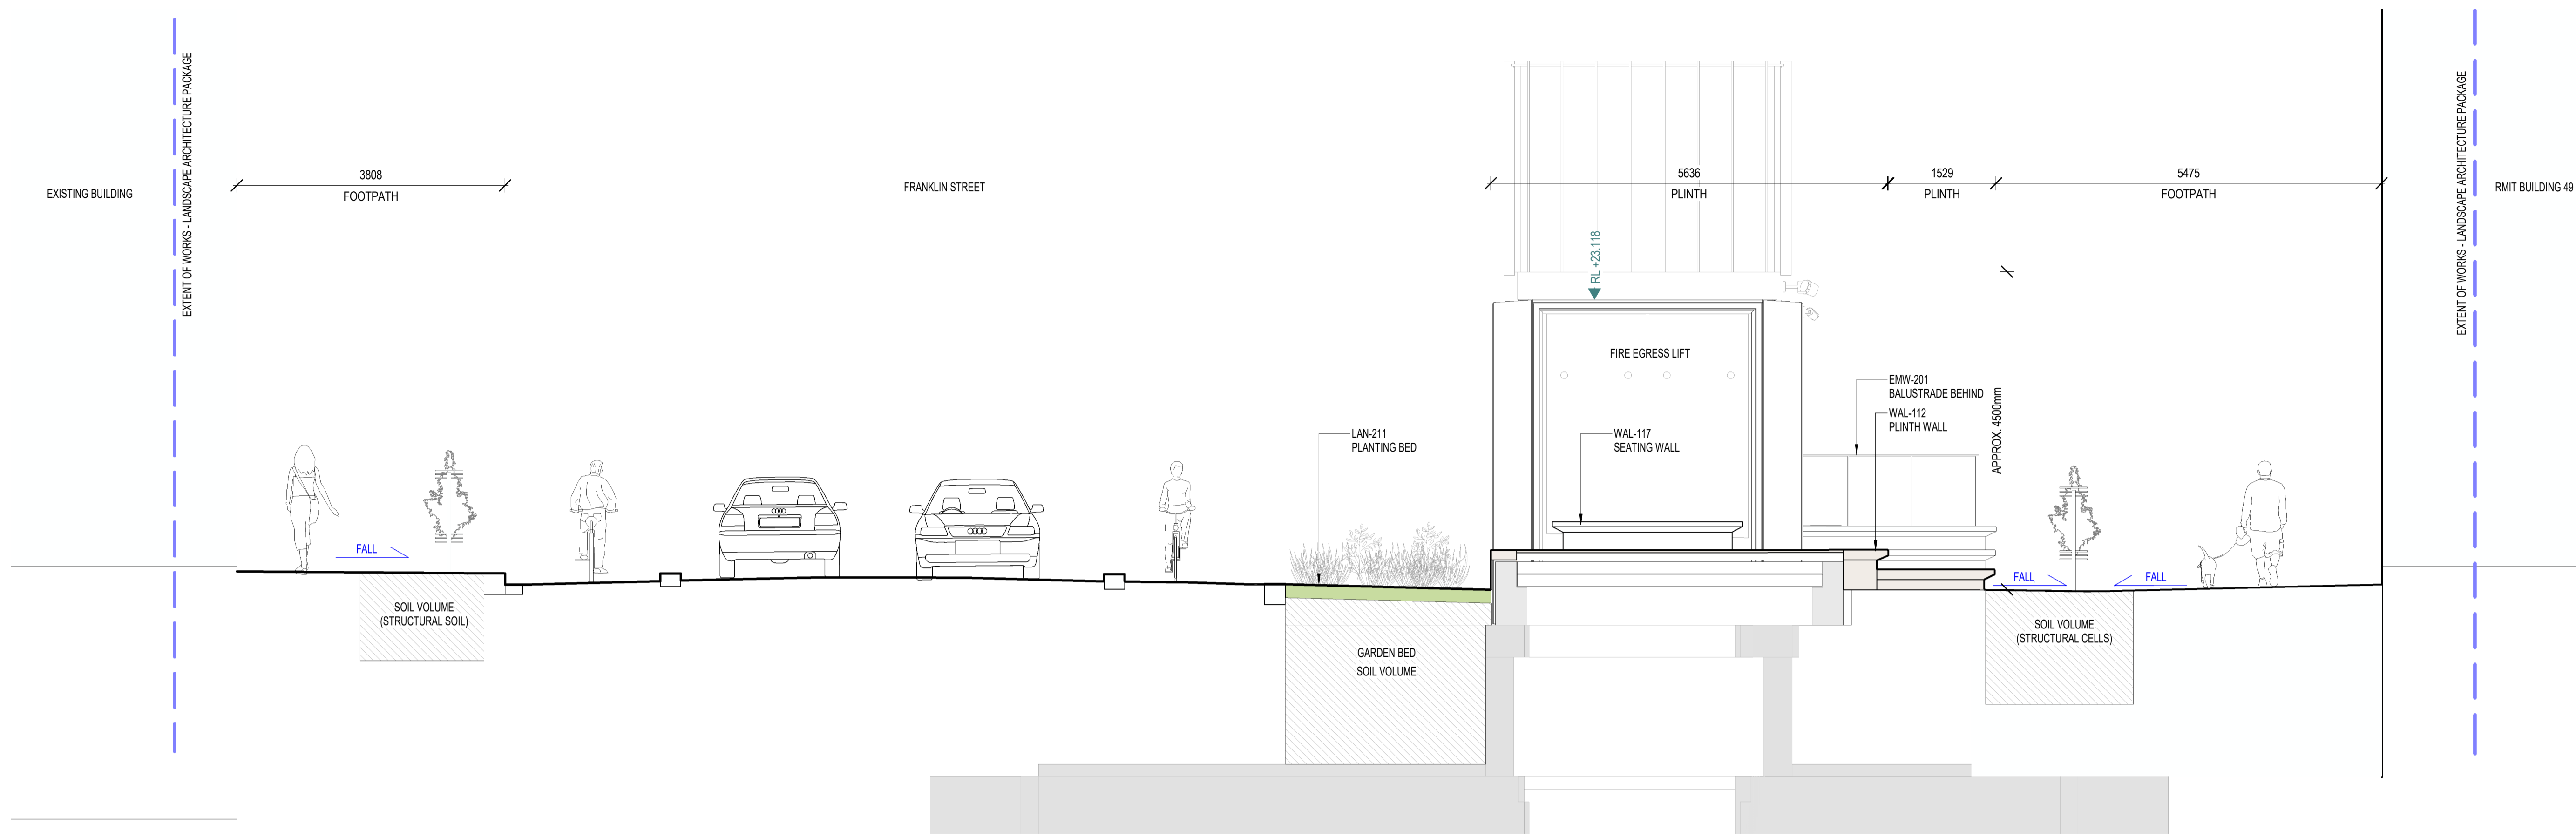 EXTENT OF WORKS - LANDSCAPE ARCHITECTURE PACKAGE
EXISTING BUILDING
3808
FOOTPATH
FRANKLIN STREET
5636
PLINTH
1529
PLINTH
5475
FOOTPATH
EXTENT OF WORKS - LANDSCAPE ARCHITECTURE PACKAGE
RMIT BUILDING 49
RL +23.118
FIRE EGRESS LIFT
EMW-201
BALUSTRADE BEHIND
WAL-112
PLINTH WALL
APPROX. 4500mm
LAN-211
PLANTING BED
WAL-117
SEATING WALL
FALL
FALL
FALL
SOIL VOLUME
(STRUCTURAL SOIL)
GARDEN BED
SOIL VOLUME
SOIL VOLUME
(STRUCTURAL CELLS)